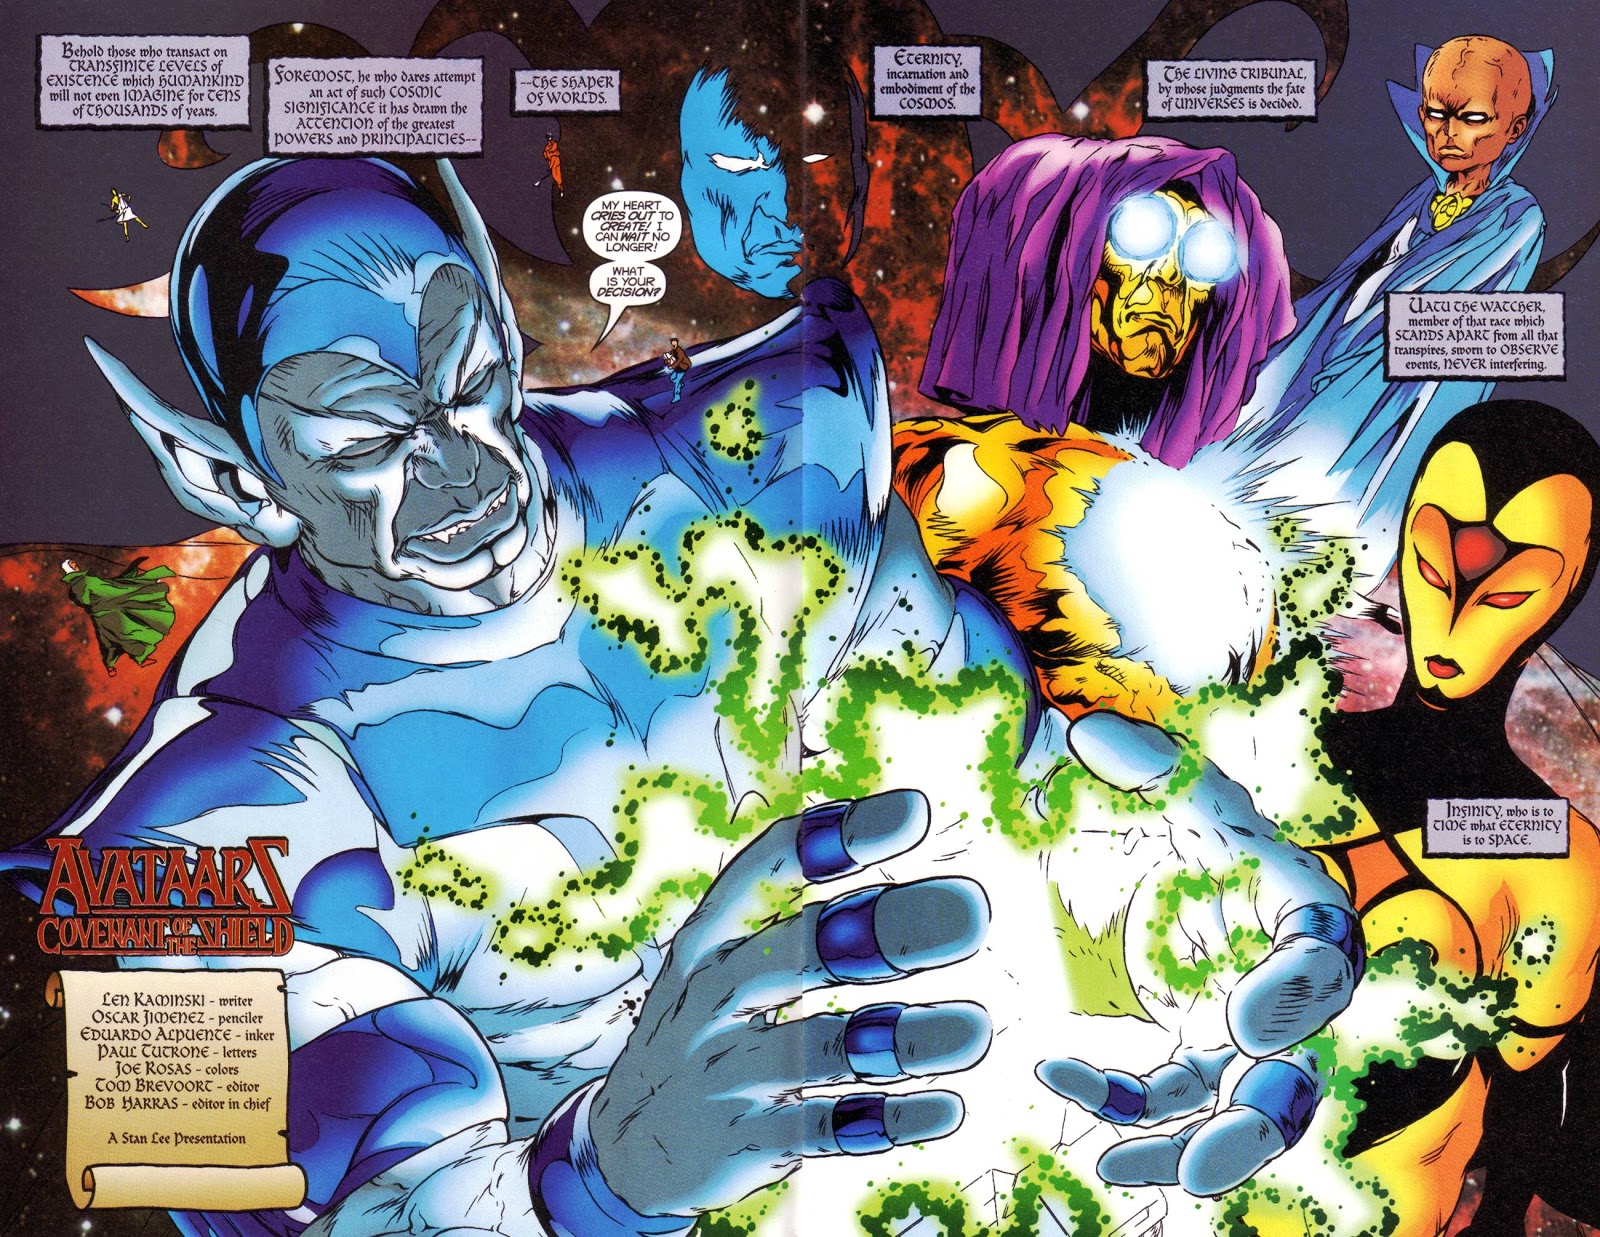 Behold those who transact on
TRANSFINITE LEVELS of
EXISTENCE which HUMANKIND
will not even IMAGINE for TENS
of THOUSANDS of years.
FOREMOST, he who dares attempt
an act of such COSMIC
SIGNIFICANCE it has drawn the
ATTENTION of the greatest
POWERS and PRINCIPALITIES--
--THE SHAPER
OF WORLDS.
MY HEART
CRIES OUT TO
CREATE! I
CAN WAIT NO
LONGER!
WHAT
IS YOUR
DECISION?
ETERNITY,
incarnation and
embodiment of the
COSMOS.
THE LIVING TRIBUNAL,
by whose judgments the fate
of UNIVERSES is decided.
UATU THE WATCHER,
member of that race which
STANDS APART from all that
transpires, sworn to OBSERVE
events, NEVER interfering.
INFINITY, who is to
TIME what ETERNITY
is to SPACE.
AVATAARS
COVENANT OF THE SHIELD
LEN KAMINSKI - writer
OSCAR JIMENEZ - penciler
EDUARDO ALPUENTE - inker
PAUL TUTRONE - letters
JOE ROSAS - colors
TOM BREVOORT - editor
BOB HARRAS - editor in chief
A Stan Lee Presentation